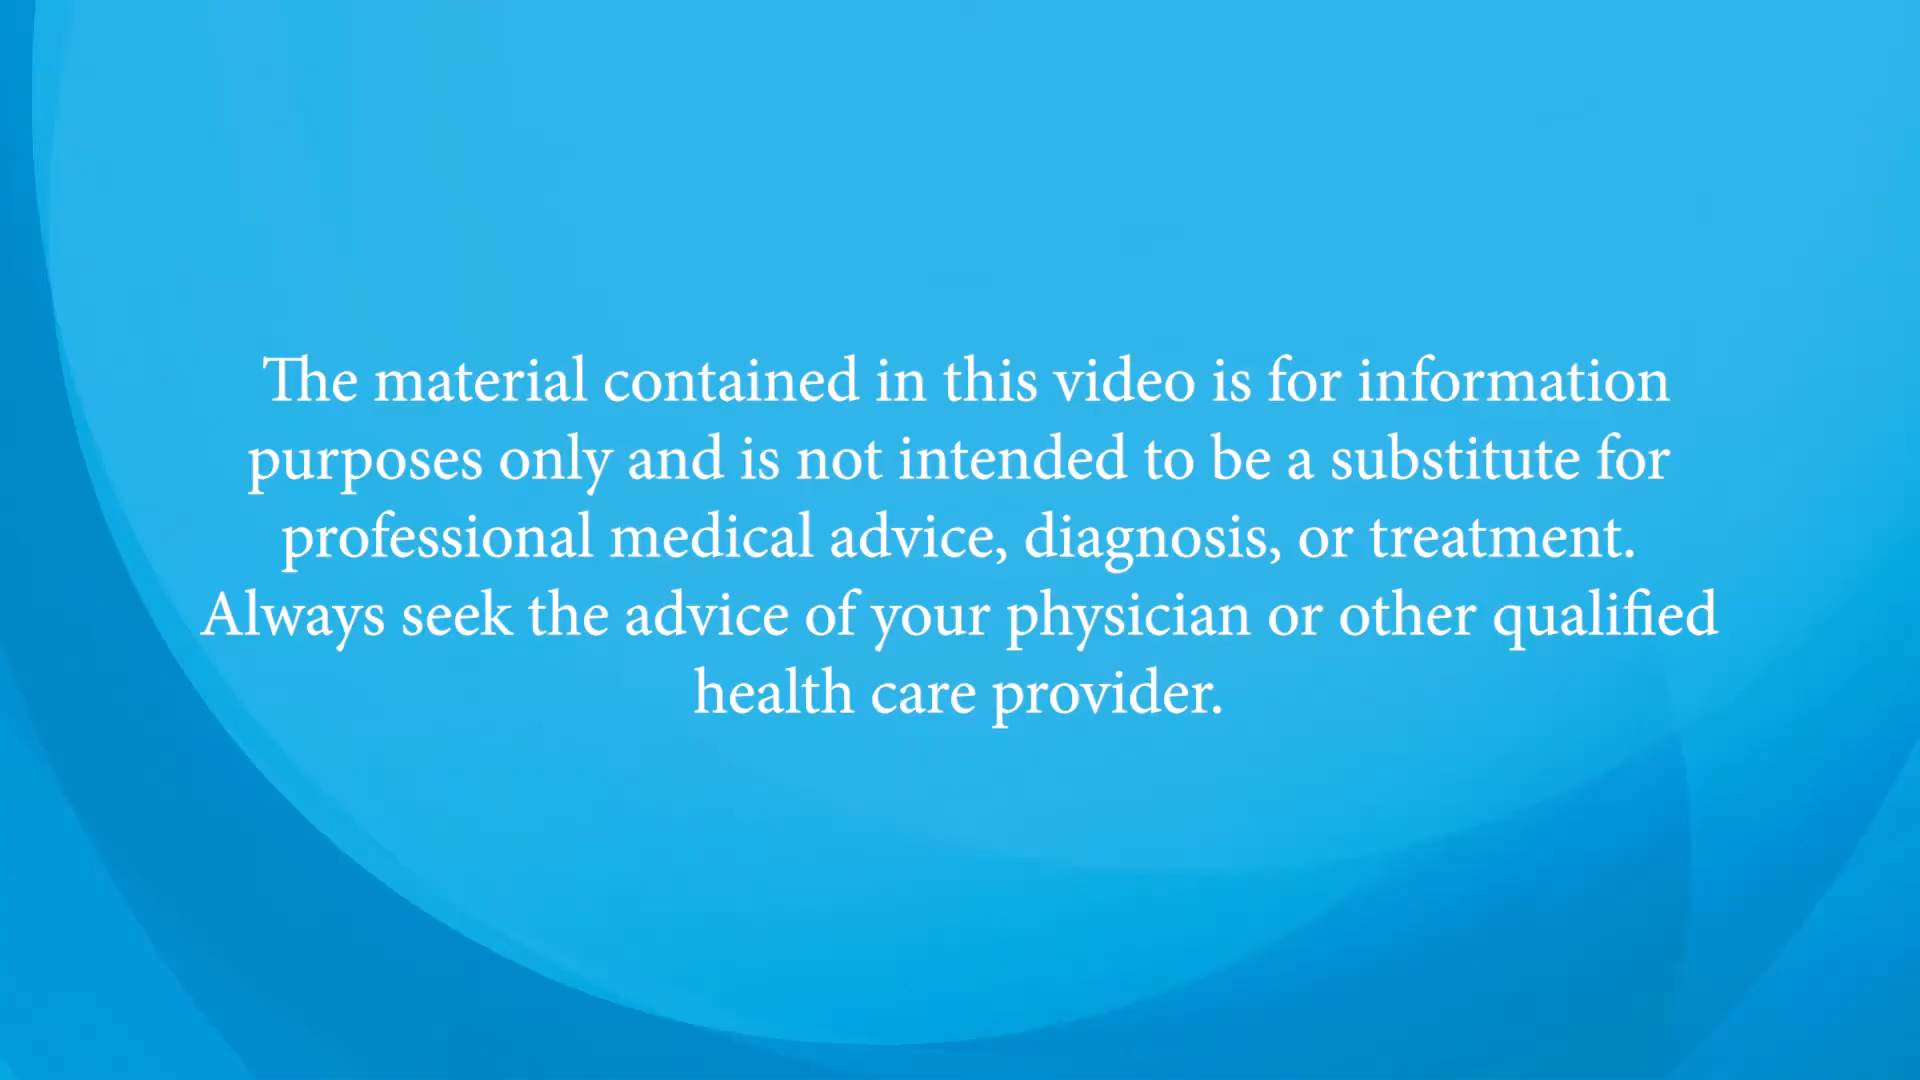 The material contained in this video is for information
purposes only and is not intended to be a substitute for
professional medical advice, diagnosis, or treatment.
Always seek the advice of your physician or other qualified
health care provider.